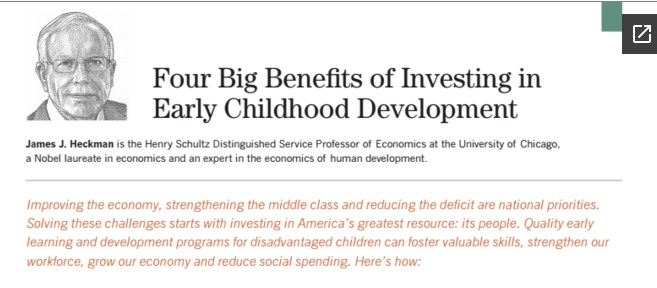 Four Big Benefits of Investing in
Early Childhood Development
James J. Heckman is the Henry Schultz Distinguished Service Professor of Economics at the University of Chicago,
a Nobel laureate in economics and an expert in the economics of human development.
Improving the economy, strengthening the middle class and reducing the deficit are national priorities.
Solving these challenges starts with investing in America's greatest resource: its people. Quality early
learning and development programs for disadvantaged children can foster valuable skills, strengthen our
workforce, grow our economy and reduce social spending. Here's how: